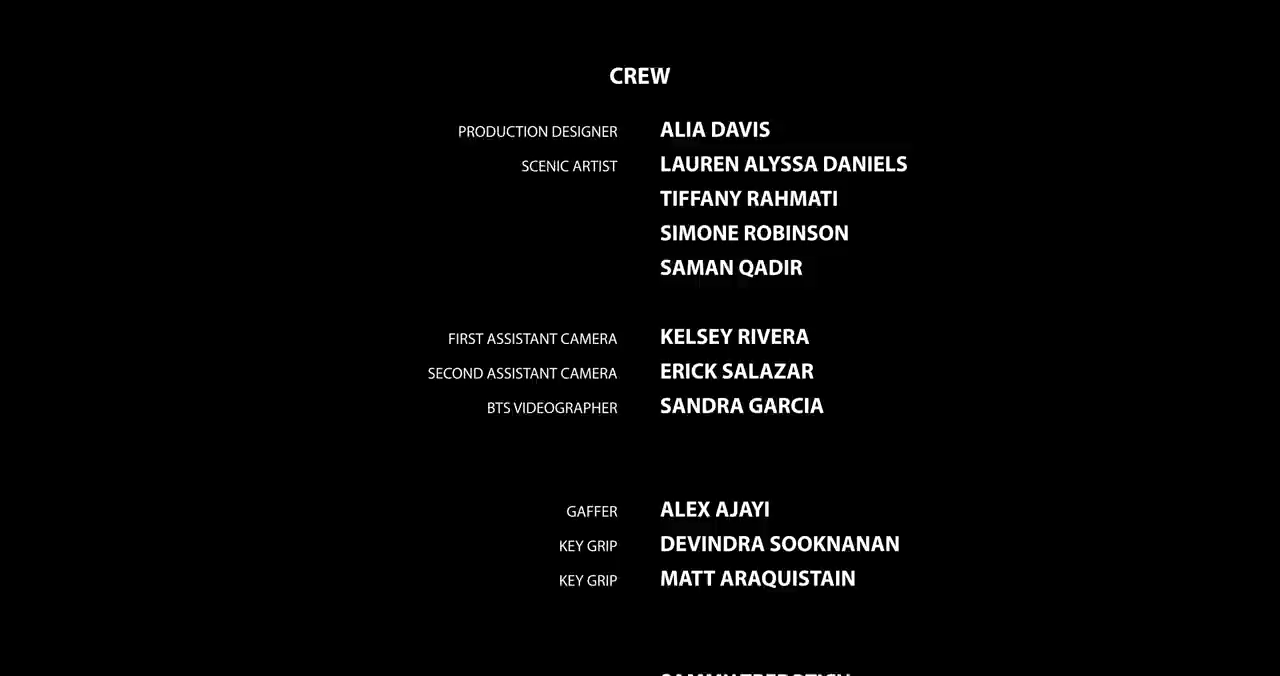 CREW
PRODUCTION DESIGNER ALIA DAVIS
SCENIC ARTIST LAUREN ALYSSA DANIELS
TIFFANY RAHMATI
SIMONE ROBINSON
SAMAN QADIR
FIRST ASSISTANT CAMERA KELSEY RIVERA
SECOND ASSISTANT CAMERA ERICK SALAZAR
BTS VIDEOGRAPHER SANDRA GARCIA
GAFFER ALEX AJAYI
KEY GRIP DEVINDRA SOOKNANAN
KEY GRIP MATT ARAQUISTAIN